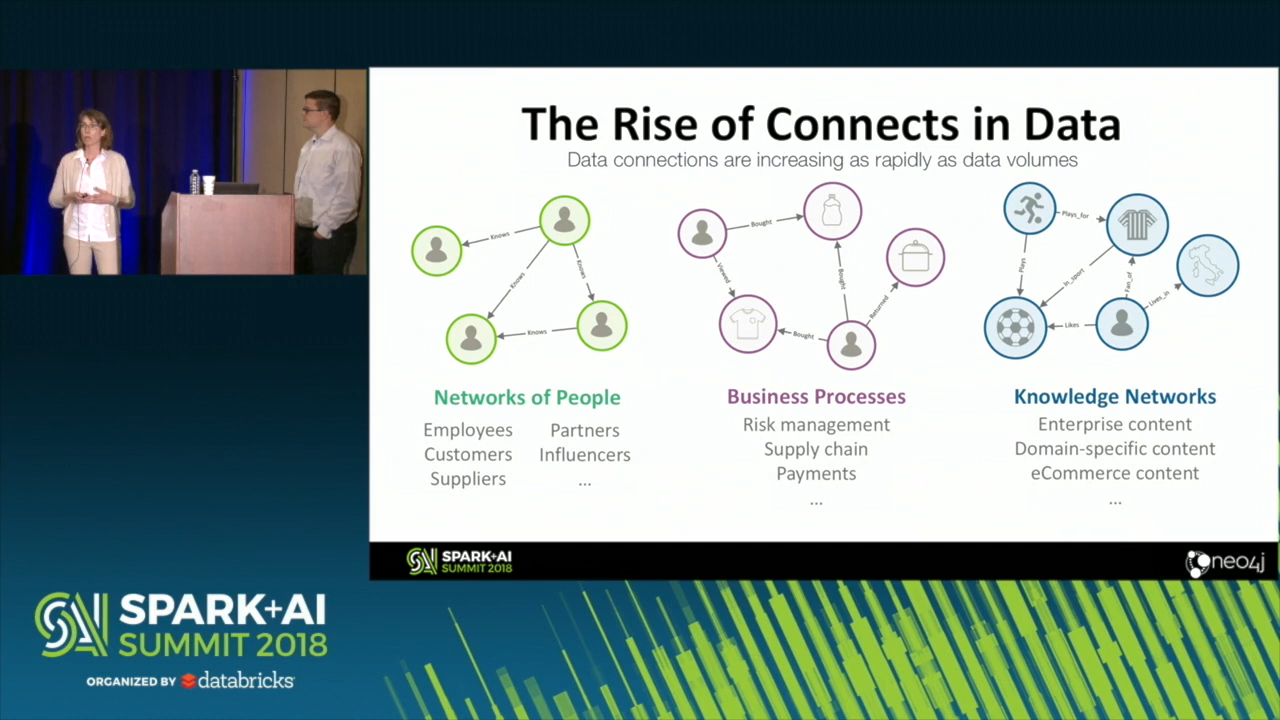 The Rise of Connects in Data
Data connections are increasing as rapidly as data volumes
Knows
Knows
Knows
Knows
Bought
Viewed
Bought
Bought
Returned
Plays_for
Plays
In_sport
Fan_of
Lives_in
Likes
Networks of People
Employees
Partners
Customers
Influencers
Suppliers
...
Business Processes
Risk management
Supply chain
Payments
...
Knowledge Networks
Enterprise content
Domain-specific content
eCommerce content
...
SPARK+AI
SUMMIT 2018
neo4j
SPARK+AI
SUMMIT 2018
ORGANIZED BY databricks